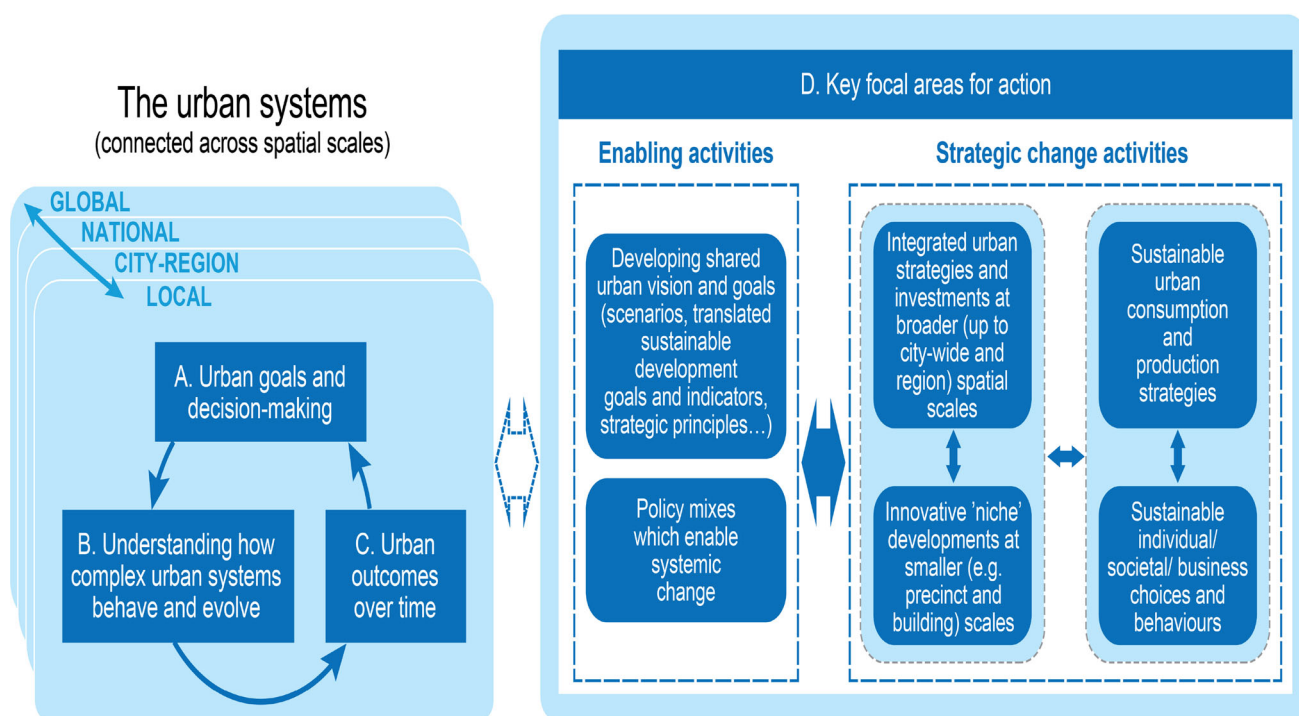 The urban systems
(connected across spatial scales)
GLOBAL
NATIONAL
CITY-REGION
LOCAL
A. Urban goals and
decision-making
B. Understanding how
complex urban systems
behave and evolve
C. Urban
outcomes
over time
D. Key focal areas for action
Enabling activities
Developing shared
urban vision and goals
(scenarios, translated
sustainable
development
goals and indicators,
strategic principles…)
Policy mixes
which enable
systemic
change
Strategic change activities
Integrated urban
strategies and
investments at
broader (up to
city-wide and
region) spatial
scales
Innovative ’niche’
developments at
smaller (e.g.
precinct and
building) scales
Sustainable
urban
consumption
and
production
strategies
Sustainable
individual/
societal/ business
choices and
behaviours